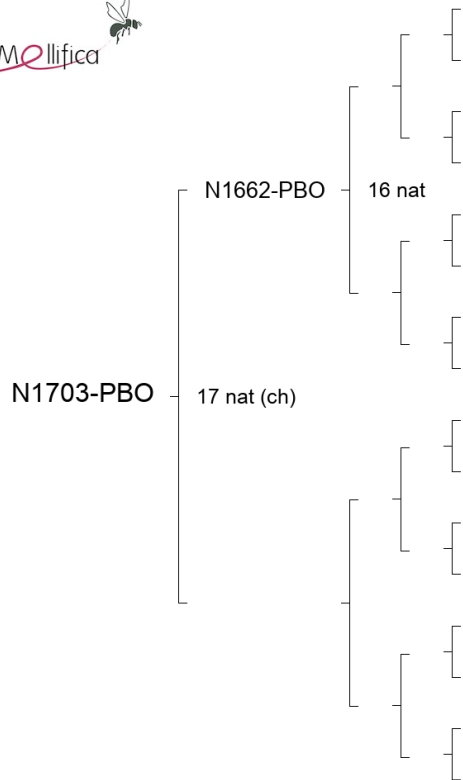 Mellifica
N1662-PBO
16 nat
N1703-PBO
17 nat (ch)